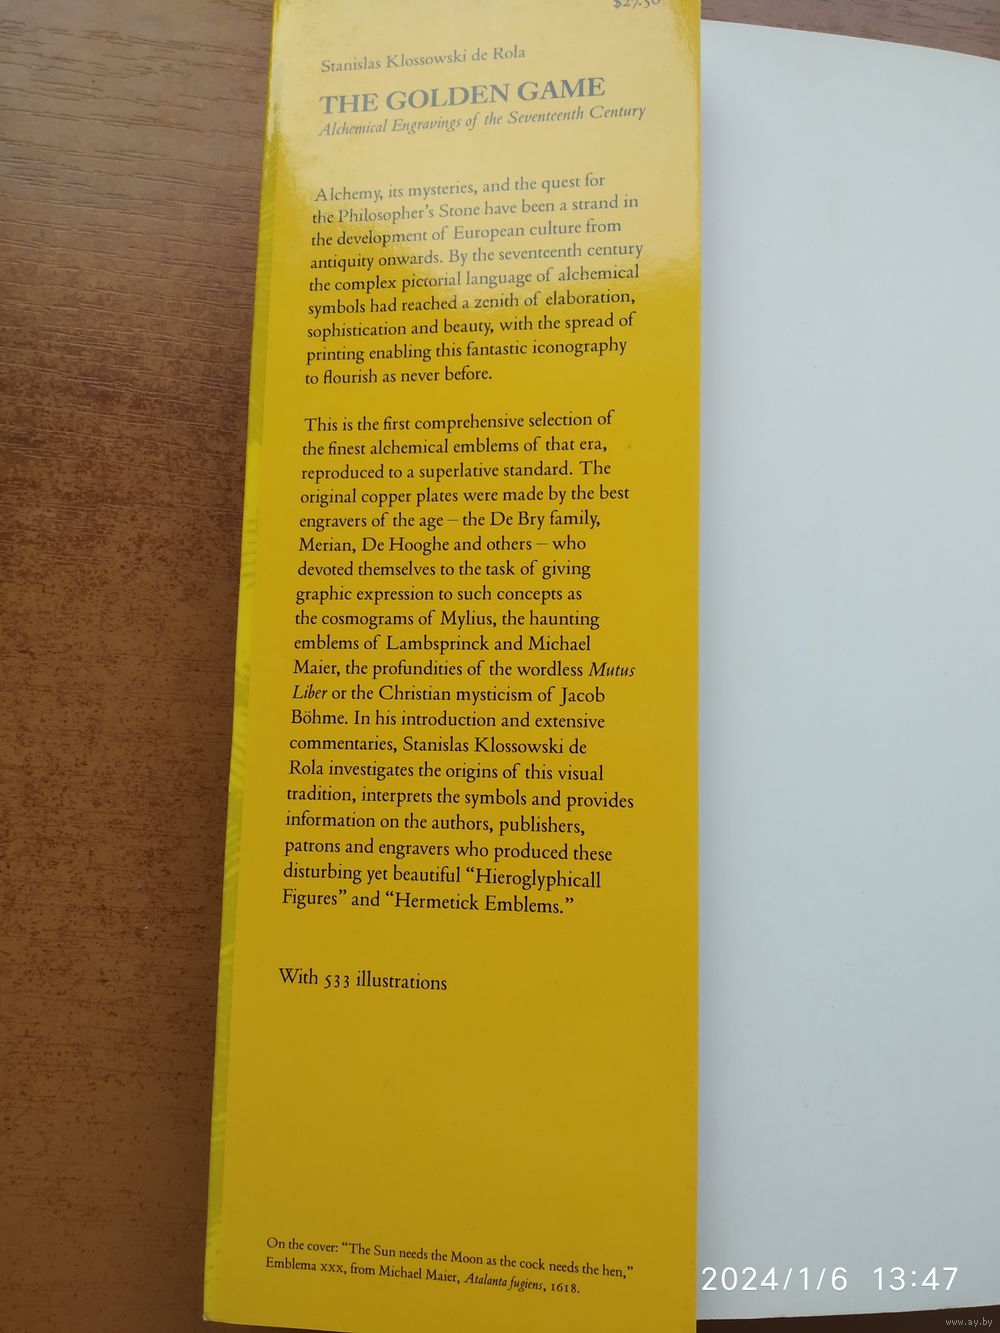 $27.50
Stanislas Klossowski de Rola
THE GOLDEN GAME
Alchemical Engravings of the Seventeenth Century
Alchemy, its mysteries, and the quest for
the Philosopher's Stone have been a strand in
the development of European culture from
antiquity onwards. By the seventeenth century
the complex pictorial language of alchemical
symbols had reached a zenith of elaboration,
sophistication and beauty, with the spread of
printing enabling this fantastic iconography
to flourish as never before.
This is the first comprehensive selection of
the finest alchemical emblems of that era,
reproduced to a superlative standard. The
original copper plates were made by the best
engravers of the age – the De Bry family,
Merian, De Hooghe and others – who
devoted themselves to the task of giving
graphic expression to such concepts as
the cosmograms of Mylius, the haunting
emblems of Lambsprinck and Michael
Maier, the profundities of the wordless Mutus
Liber or the Christian mysticism of Jacob
Böhme. In his introduction and extensive
commentaries, Stanislas Klossowski de
Rola investigates the origins of this visual
tradition, interprets the symbols and provides
information on the authors, publishers,
patrons and engravers who produced these
disturbing yet beautiful “Hieroglyphicall
Figures” and “Hermetick Emblems.”
With 533 illustrations
On the cover: “The Sun needs the Moon as the cock needs the hen,”
Emblema XXX, from Michael Maier, Atalanta fugiens, 1618.
2024/1/6 13:47
www.ay.by